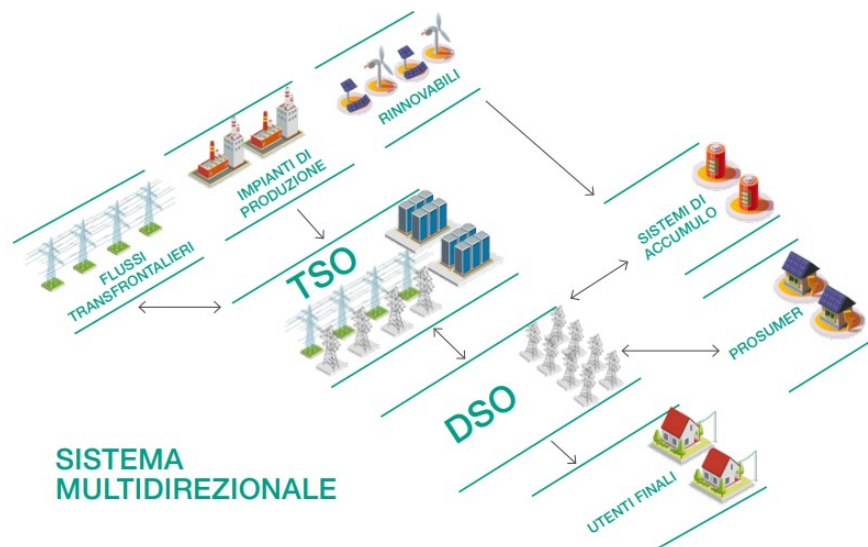 RINNOVABILI
IMPIANTI DI
PRODUZIONE
FLUSSI
TRANSFRONTALIERI
TSO
SISTEMI DI
ACCUMULO
PROSUMER
DSO
UTENTI FINALI
SISTEMA
MULTIDIREZIONALE